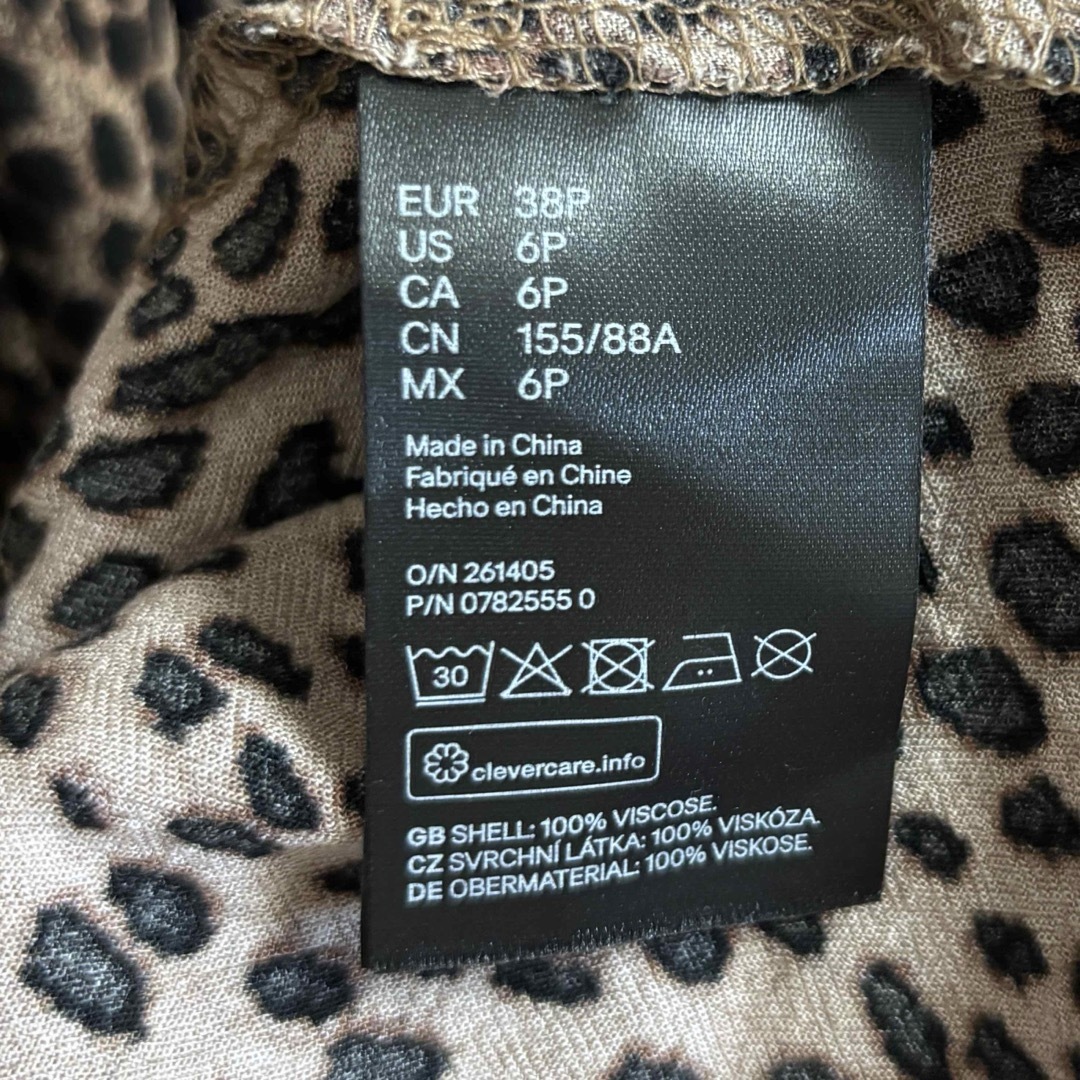 EUR 38P
US 6P
CA 6P
CN 155/88A
MX 6P
Made in China
Fabriqué en Chine
Hecho en China
O/N 261405
P/N 0782555 0
30
clevercare.info
GB SHELL: 100% VISCOSE.
CZ SVRCHNÍ LÁTKA: 100% VISKÓZA.
DE OBERMATERIAL: 100% VISKOSE.